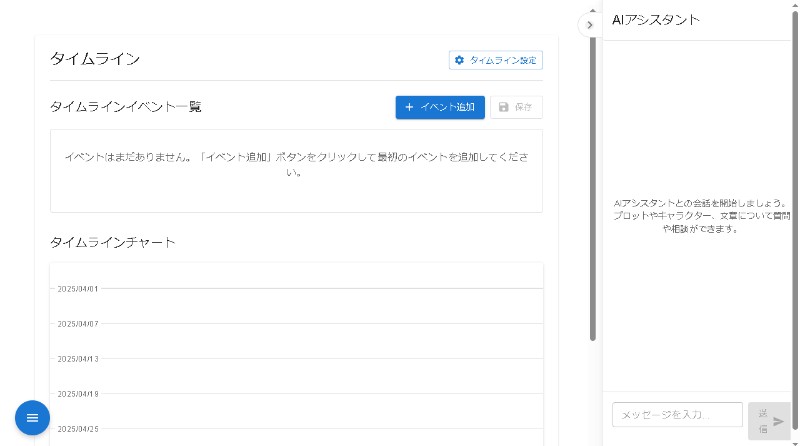 タイムライン
タイムライン設定
タイムラインイベント一覧
+ イベント追加
保存
イベントはまだありません。「イベント追加」ボタンをクリックして最初のイベントを追加してくださ
い。
タイムラインチャート
2025/04/01
2025/04/07
2025/04/13
2025/04/19
2025/04/25
AIアシスタント
AIアシスタントとの会話を開始しましょう。
プロットやキャラクター、文章について質問
や相談ができます。
メッセージを入力...
送
信